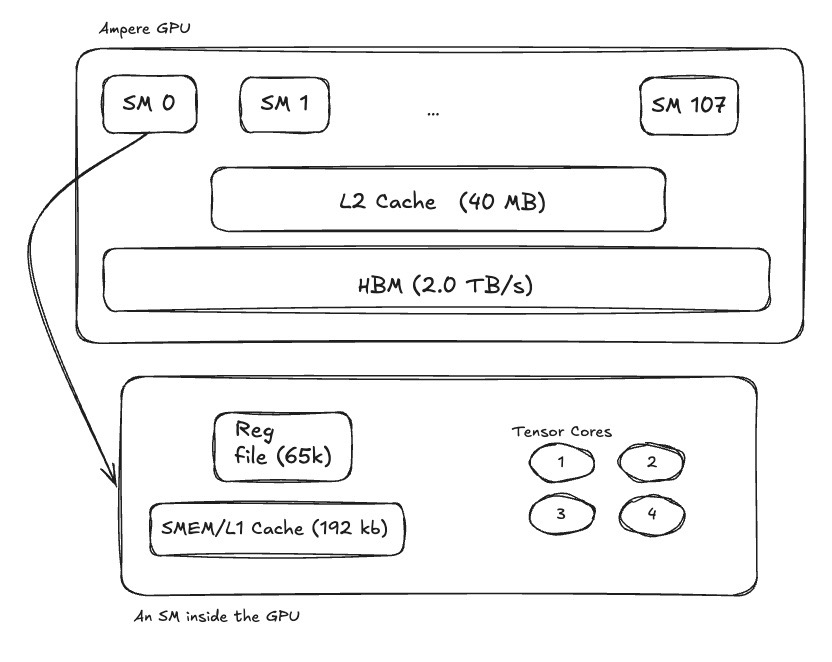 Ampere GPU
SM 0
SM 1
...
SM 107
L2 Cache (40 MB)
HBM (2.0 TB/s)
Reg
file (65k)
SMEM/L1 Cache (192 kb)
Tensor Cores
1
2
3
4
An SM inside the GPU